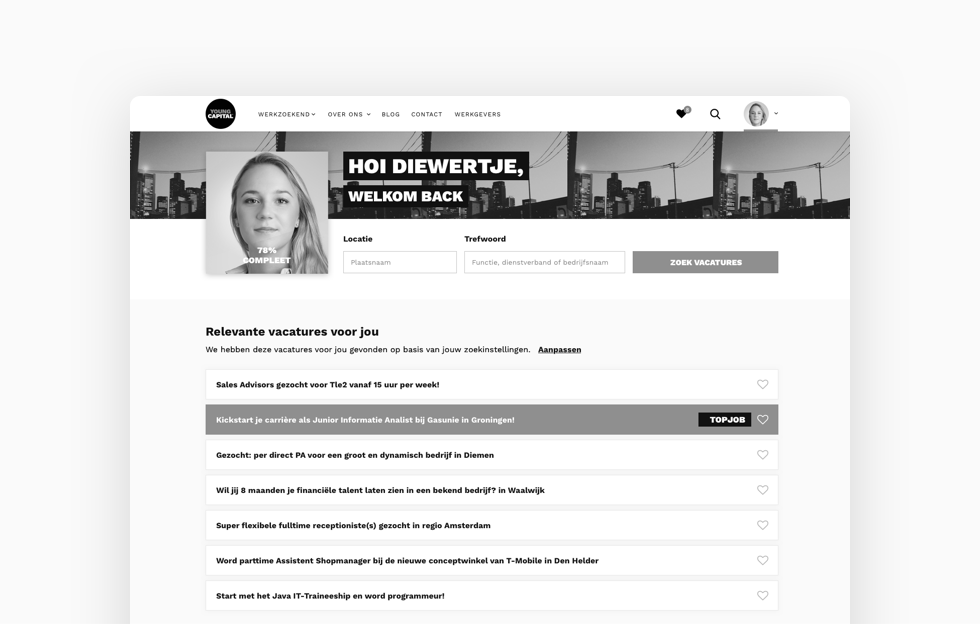 YOUNG
CAPITAL
WERKZOEKEND
OVER ONS
BLOG
CONTACT
WERKGEVERS
0
HOI DIEWERTJE,
WELKOM BACK
78%
COMPLEET
Locatie
Trefwoord
Plaatsnaam
Functie, dienstverband of bedrijfsnaam
ZOEK VACATURES
Relevante vacatures voor jou
We hebben deze vacatures voor jou gevonden op basis van jouw zoekinstellingen. Aanpassen
Sales Advisors gezocht voor Tle2 vanaf 15 uur per week!
Kickstart je carrière als Junior Informatie Analist bij Gasunie in Groningen!
TOPJOB
Gezocht: per direct PA voor een groot en dynamisch bedrijf in Diemen
Wil jij 8 maanden je financiële talent laten zien in een bekend bedrijf? in Waalwijk
Super flexibele fulltime receptioniste(s) gezocht in regio Amsterdam
Word parttime Assistent Shopmanager bij de nieuwe conceptwinkel van T-Mobile in Den Helder
Start met het Java IT-Traineeship en word programmeur!